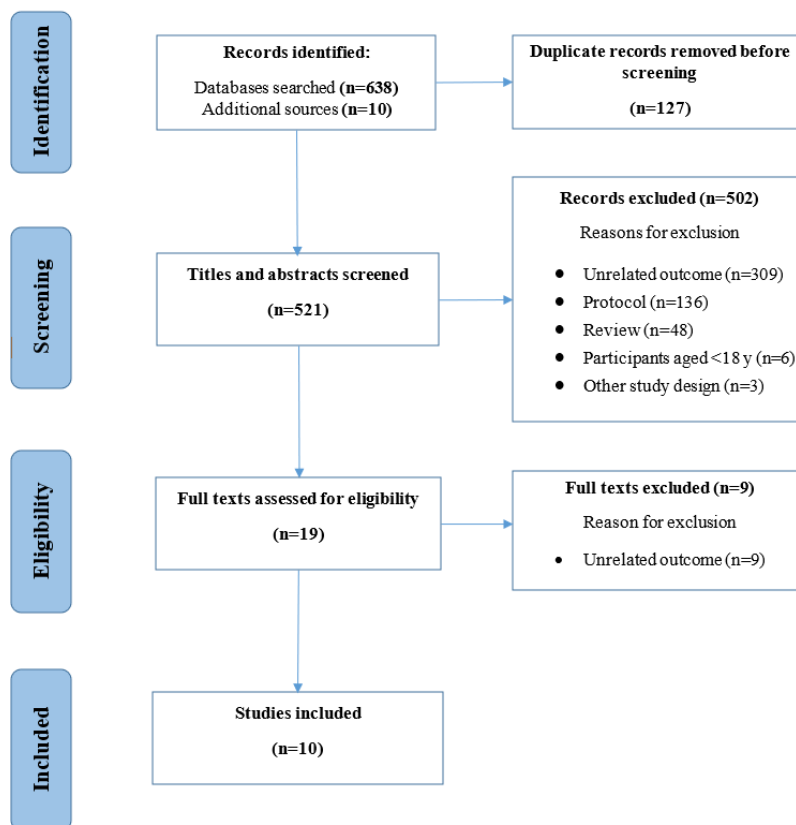 Identification
Records identified:
Databases searched (n=638)
Additional sources (n=10)
Duplicate records removed before
screening
(n=127)
Screening
Titles and abstracts screened
(n=521)
Records excluded (n=502)
Reasons for exclusion
● Unrelated outcome (n=309)
● Protocol (n=136)
● Review (n=48)
● Participants aged <18 y (n=6)
● Other study design (n=3)
Eligibility
Full texts assessed for eligibility
(n=19)
Full texts excluded (n=9)
Reason for exclusion
• Unrelated outcome (n=9)
Included
Studies included
(n=10)